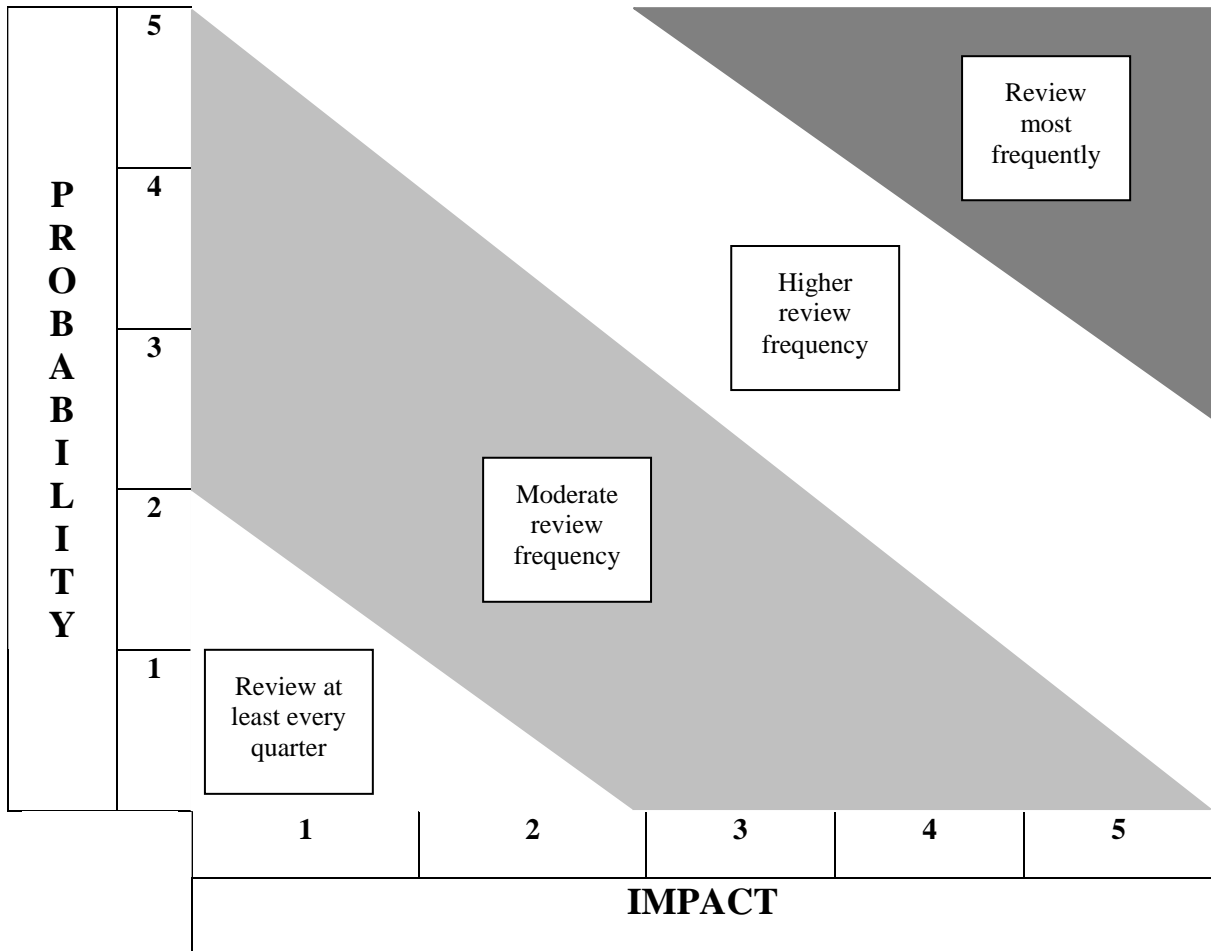 PROBABILITY
5
4
3
2
1
Review
most
frequently
Higher
review
frequency
Moderate
review
frequency
Review at
least every
quarter
1 2 3 4 5
IMPACT